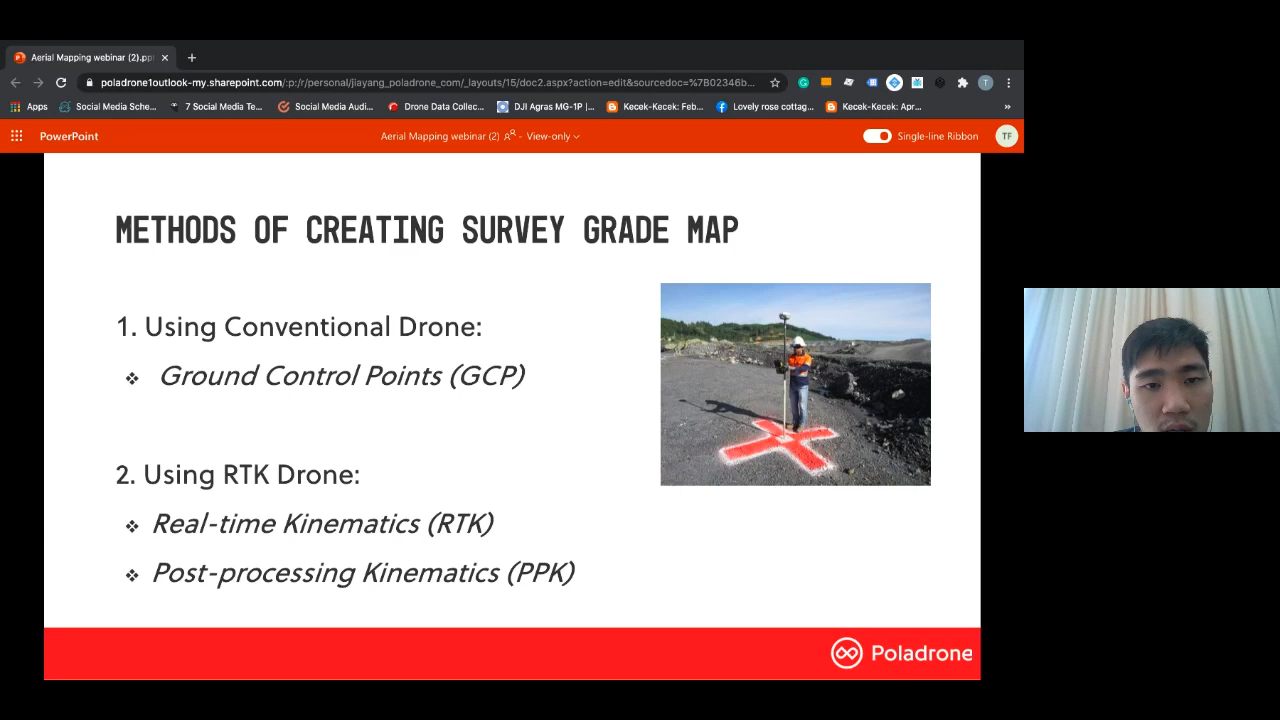 Aerial Mapping webinar (2).pp
poladrone1outlook-my.sharepoint.com/:p:/r/personal/jiayang_poladrone_com/_layouts/15/doc2.aspx?action=edit&sourcedoc=%7B02346b...
Apps Social Media Sche... 7 Social Media Te... Social Media Audi... Drone Data Collec... DJI Agras MG-1P |... Kecek-Kecek: Feb... Lovely rose cottag... Kecek-Kecek: Apr... »
PowerPoint Aerial Mapping webinar (2) - View-only Single-line Ribbon TF
METHODS OF CREATING SURVEY GRADE MAP
1. Using Conventional Drone:
❖ Ground Control Points (GCP)
2. Using RTK Drone:
❖ Real-time Kinematics (RTK)
❖ Post-processing Kinematics (PPK)
Poladrone